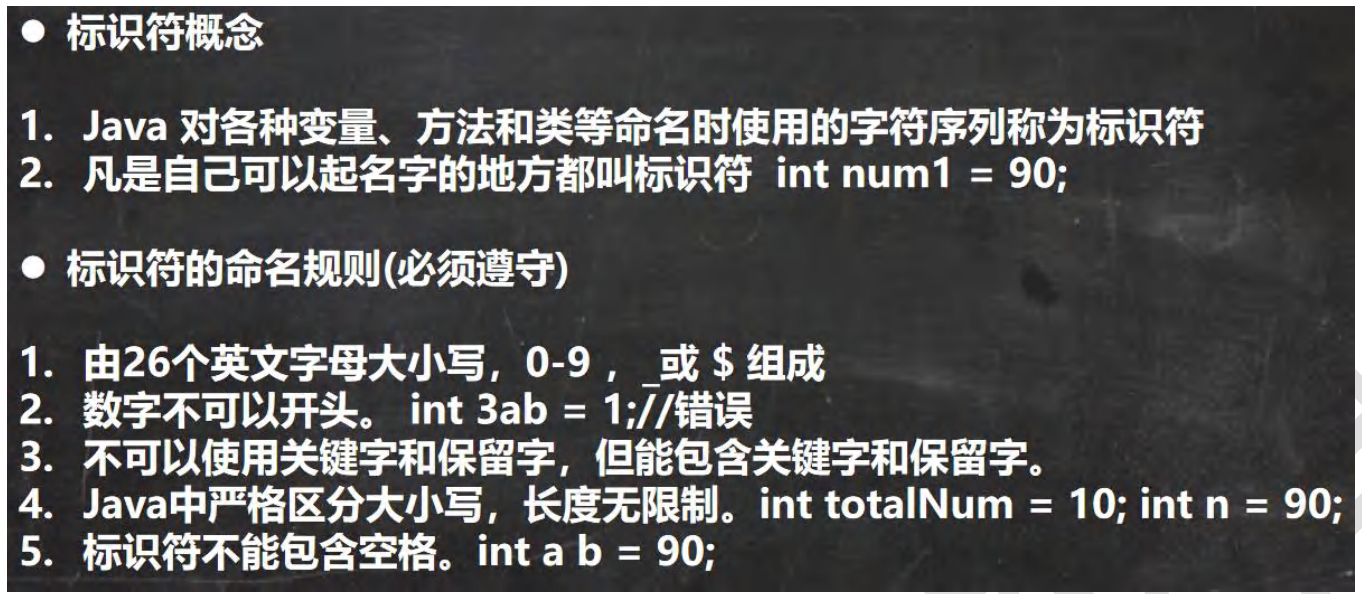 ● 标识符概念
1. Java 对各种变量、方法和类等命名时使用的字符序列称为标识符
2. 凡是自己可以起名字的地方都叫标识符 int num1 = 90;
● 标识符的命名规则(必须遵守)
1. 由26个英文字母大小写，0-9 ，_或 $ 组成
2. 数字不可以开头。 int 3ab = 1;//错误
3. 不可以使用关键字和保留字，但能包含关键字和保留字。
4. Java中严格区分大小写，长度无限制。int totalNum = 10; int n = 90;
5. 标识符不能包含空格。int a b = 90;